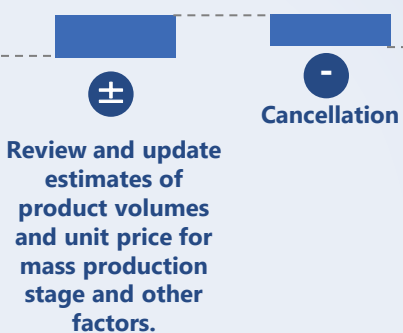 ±
Review and update
estimates of
product volumes
and unit price for
mass production
stage and other
factors.
-
Cancellation